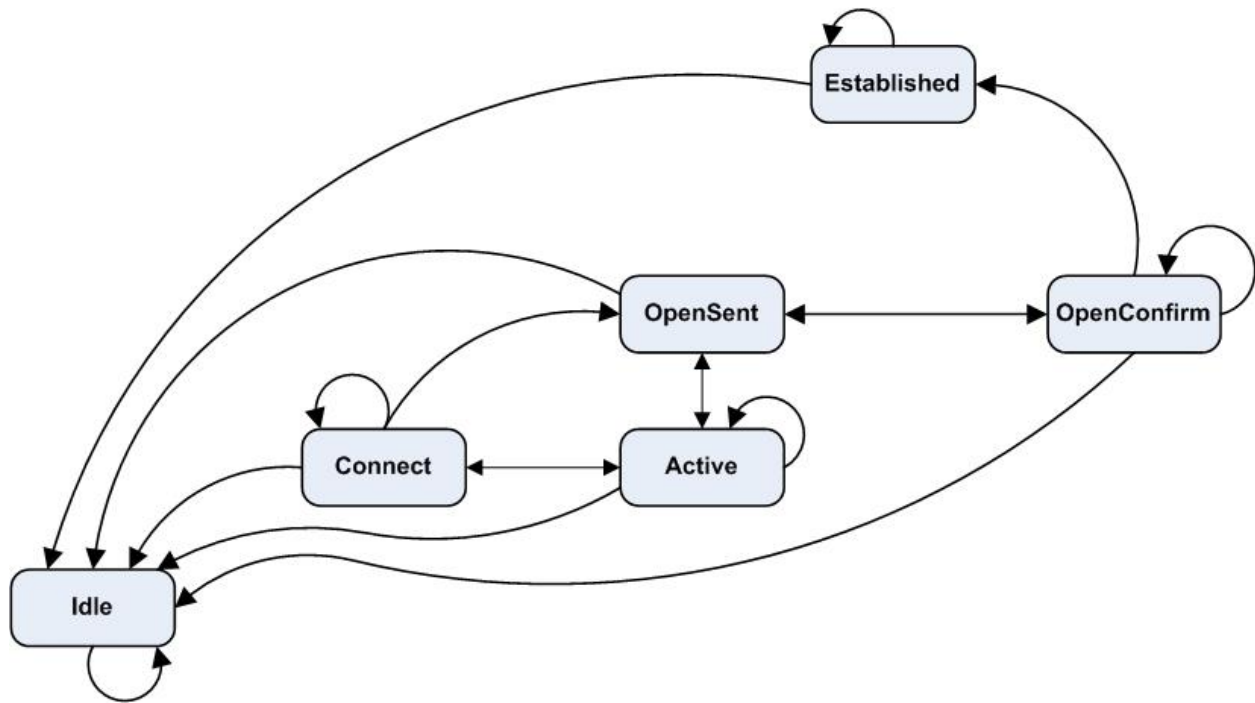 Established
OpenSent
OpenConfirm
Connect
Active
Idle